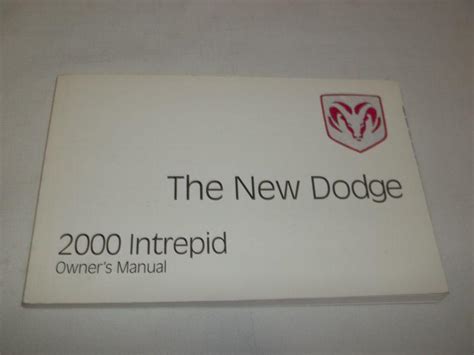 The New Dodge
2000 Intrepid
Owner's Manual